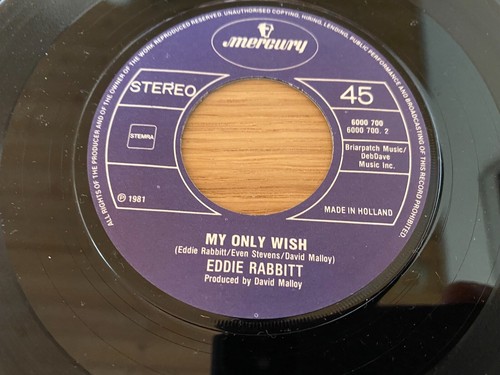 ALL RIGHTS OF THE PRODUCER AND OF THE OWNER OF THE WORK REPRODUCED RESERVED. UNAUTHORISED COPYING, HIRING, LENDING, PUBLIC PERFORMANCE AND BROADCASTING OF THIS RECORD PROHIBITED
mercury
STEREO
45
6000 700
6000 700. 2
STEMRA
Briarpatch Music/
DebDave
Music Inc.
℗ 1981
MADE IN HOLLAND
MY ONLY WISH
(Eddie Rabbitt/Even Stevens/David Malloy)
EDDIE RABBITT
Produced by David Malloy